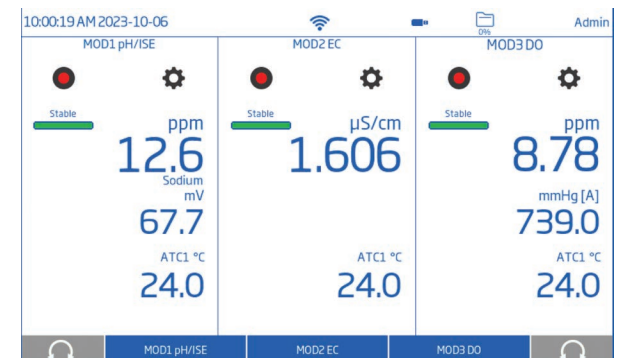 10:00:19 AM 2023-10-06
0%
Admin
MOD1 pH/ISE
Stable
ppm
12.6
Sodium
mV
67.7
ATC1 °C
24.0
MOD2 EC
Stable
µS/cm
1.606
ATC1 °C
24.0
MOD3 DO
Stable
ppm
8.78
mmHg [A]
739.0
ATC1 °C
24.0
MOD1 pH/ISE
MOD2 EC
MOD3 DO